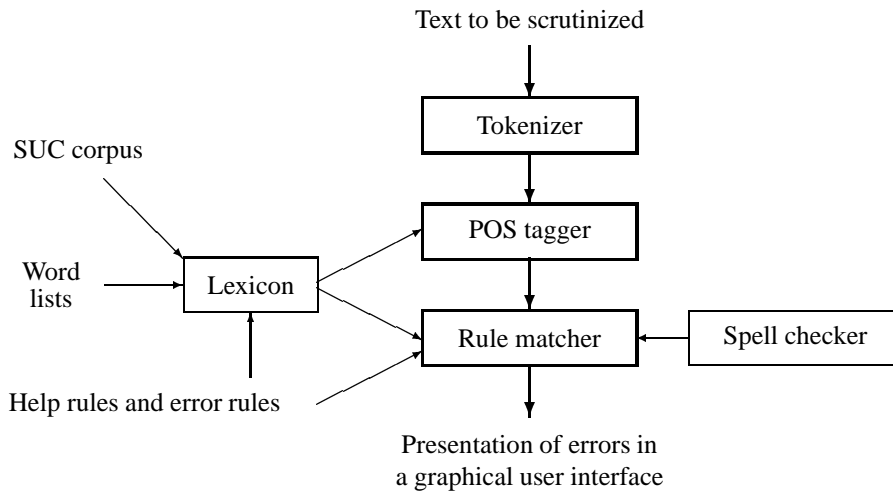 Text to be scrutinized
Tokenizer
SUC corpus
POS tagger
Word
lists
Lexicon
Rule matcher
Spell checker
Help rules and error rules
Presentation of errors in
a graphical user interface